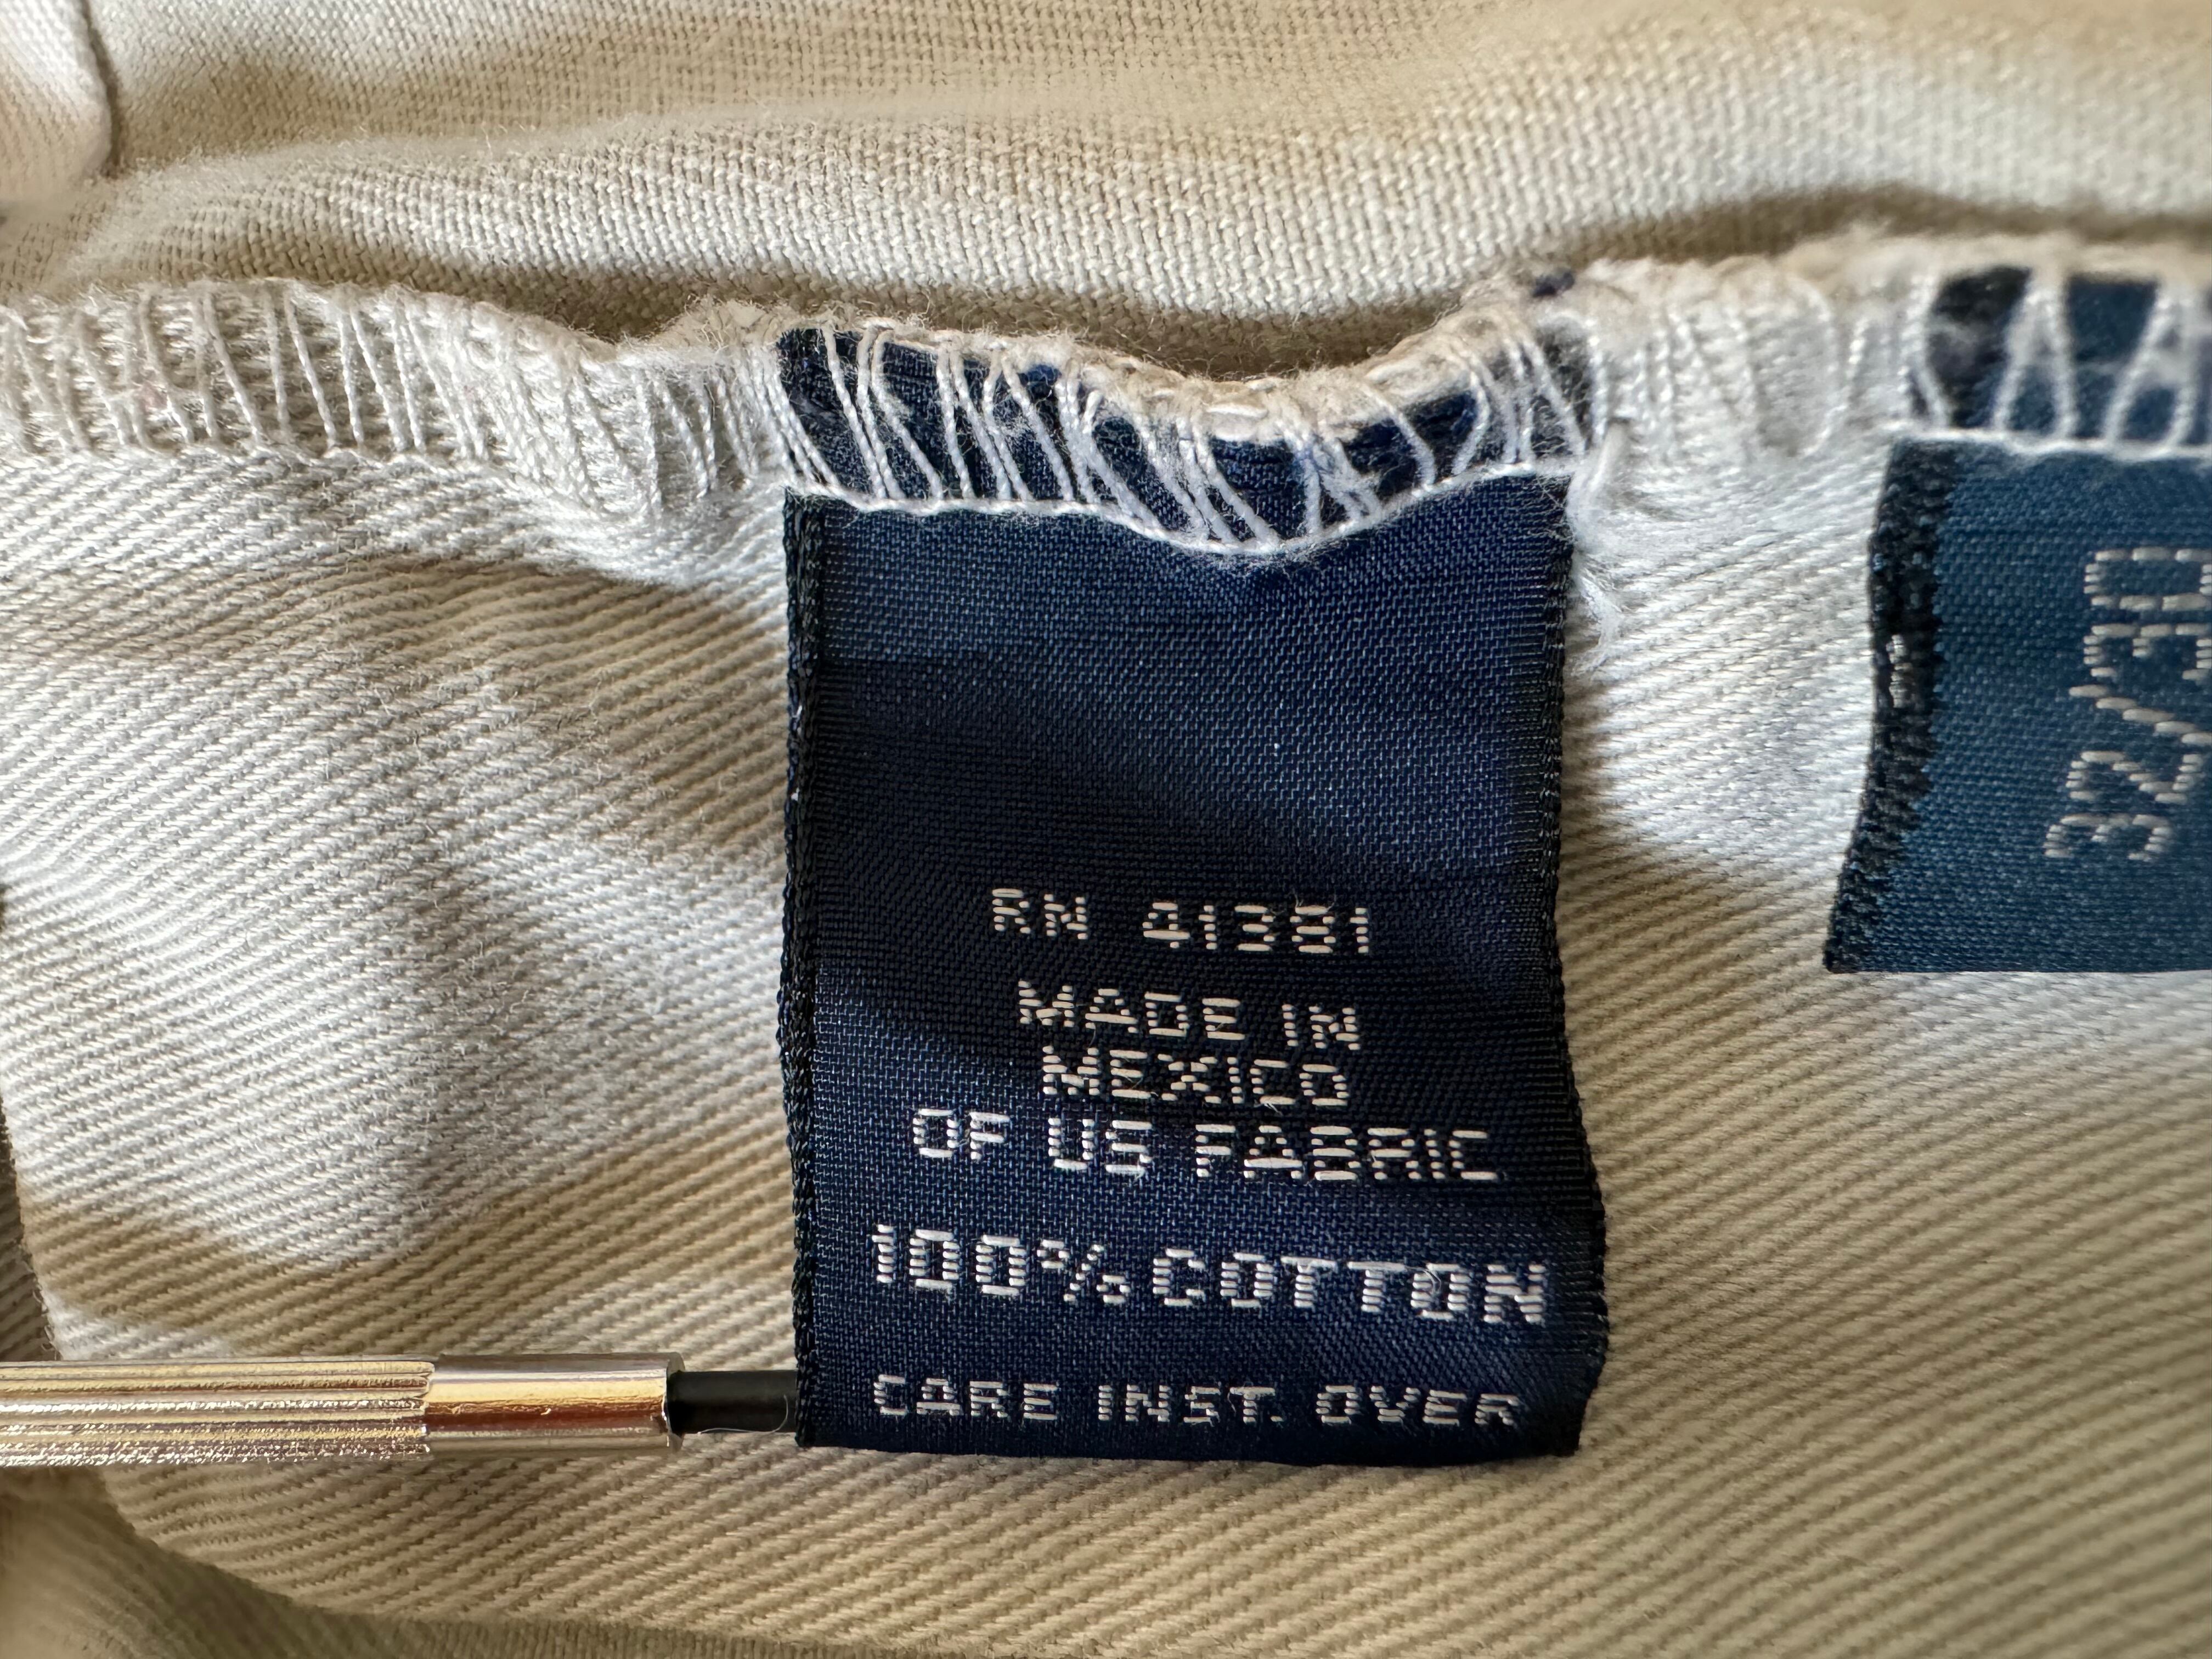 RN 41381
MADE IN
MEXICO
OF US FABRIC
100% COTTON
CARE INST. OVER
32/30